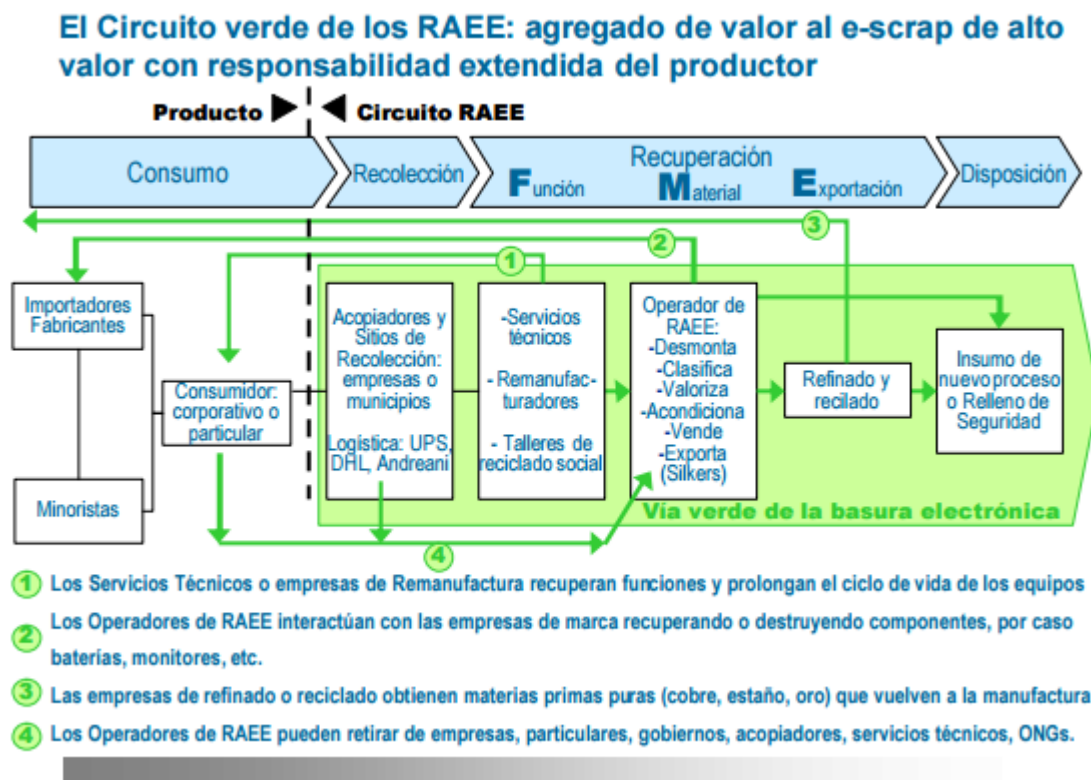 El Circuito verde de los RAEE: agregado de valor al e-scrap de alto
valor con responsabilidad extendida del productor
Producto
Circuito RAEE
Consumo
Recolección
Recuperación
Función
Material
Exportación
Disposición
3
2
1
Importadores
Fabricantes
Minoristas
Consumidor:
corporativo o
particular
Acopiadores y
Sitios de
Recolección:
empresas o
municipios
Logística: UPS,
DHL, Andreani
-Servicios
técnicos
- Remanufac-
turadores
- Talleres de
reciclado social
Operador de
RAEE:
-Desmonta
-Clasifica
-Valoriza
-Acondiciona
-Vende
-Exporta
(Silkers)
Refinado y
recilado
Insumo de
nuevo proceso
o Relleno de
Seguridad
Vía verde de la basura electrónica
4
1 Los Servicios Técnicos o empresas de Remanufactura recuperan funciones y prolongan el ciclo de vida de los equipos
2 Los Operadores de RAEE interactúan con las empresas de marca recuperando o destruyendo componentes, por caso
baterías, monitores, etc.
3 Las empresas de refinado o reciclado obtienen materias primas puras (cobre, estaño, oro) que vuelven a la manufactura
4 Los Operadores de RAEE pueden retirar de empresas, particulares, gobiernos, acopiadores, servicios técnicos, ONGs.